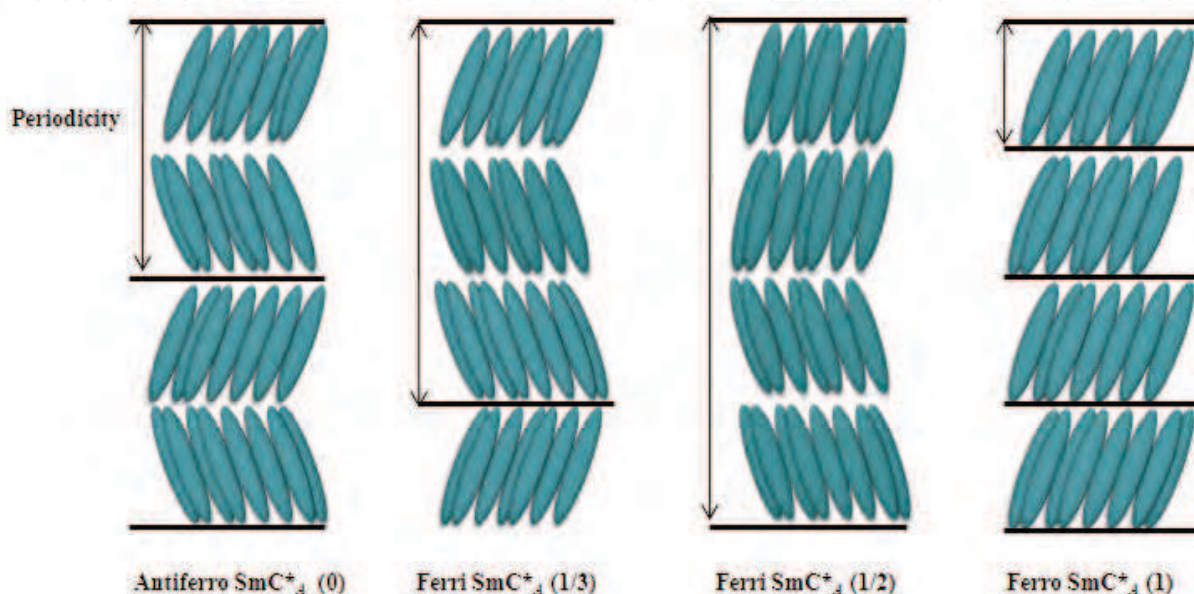 Periodicity
Antiferro SmC*A (0)
Ferri SmC*A (1/3)
Ferri SmC*A (1/2)
Ferro SmC*A (1)